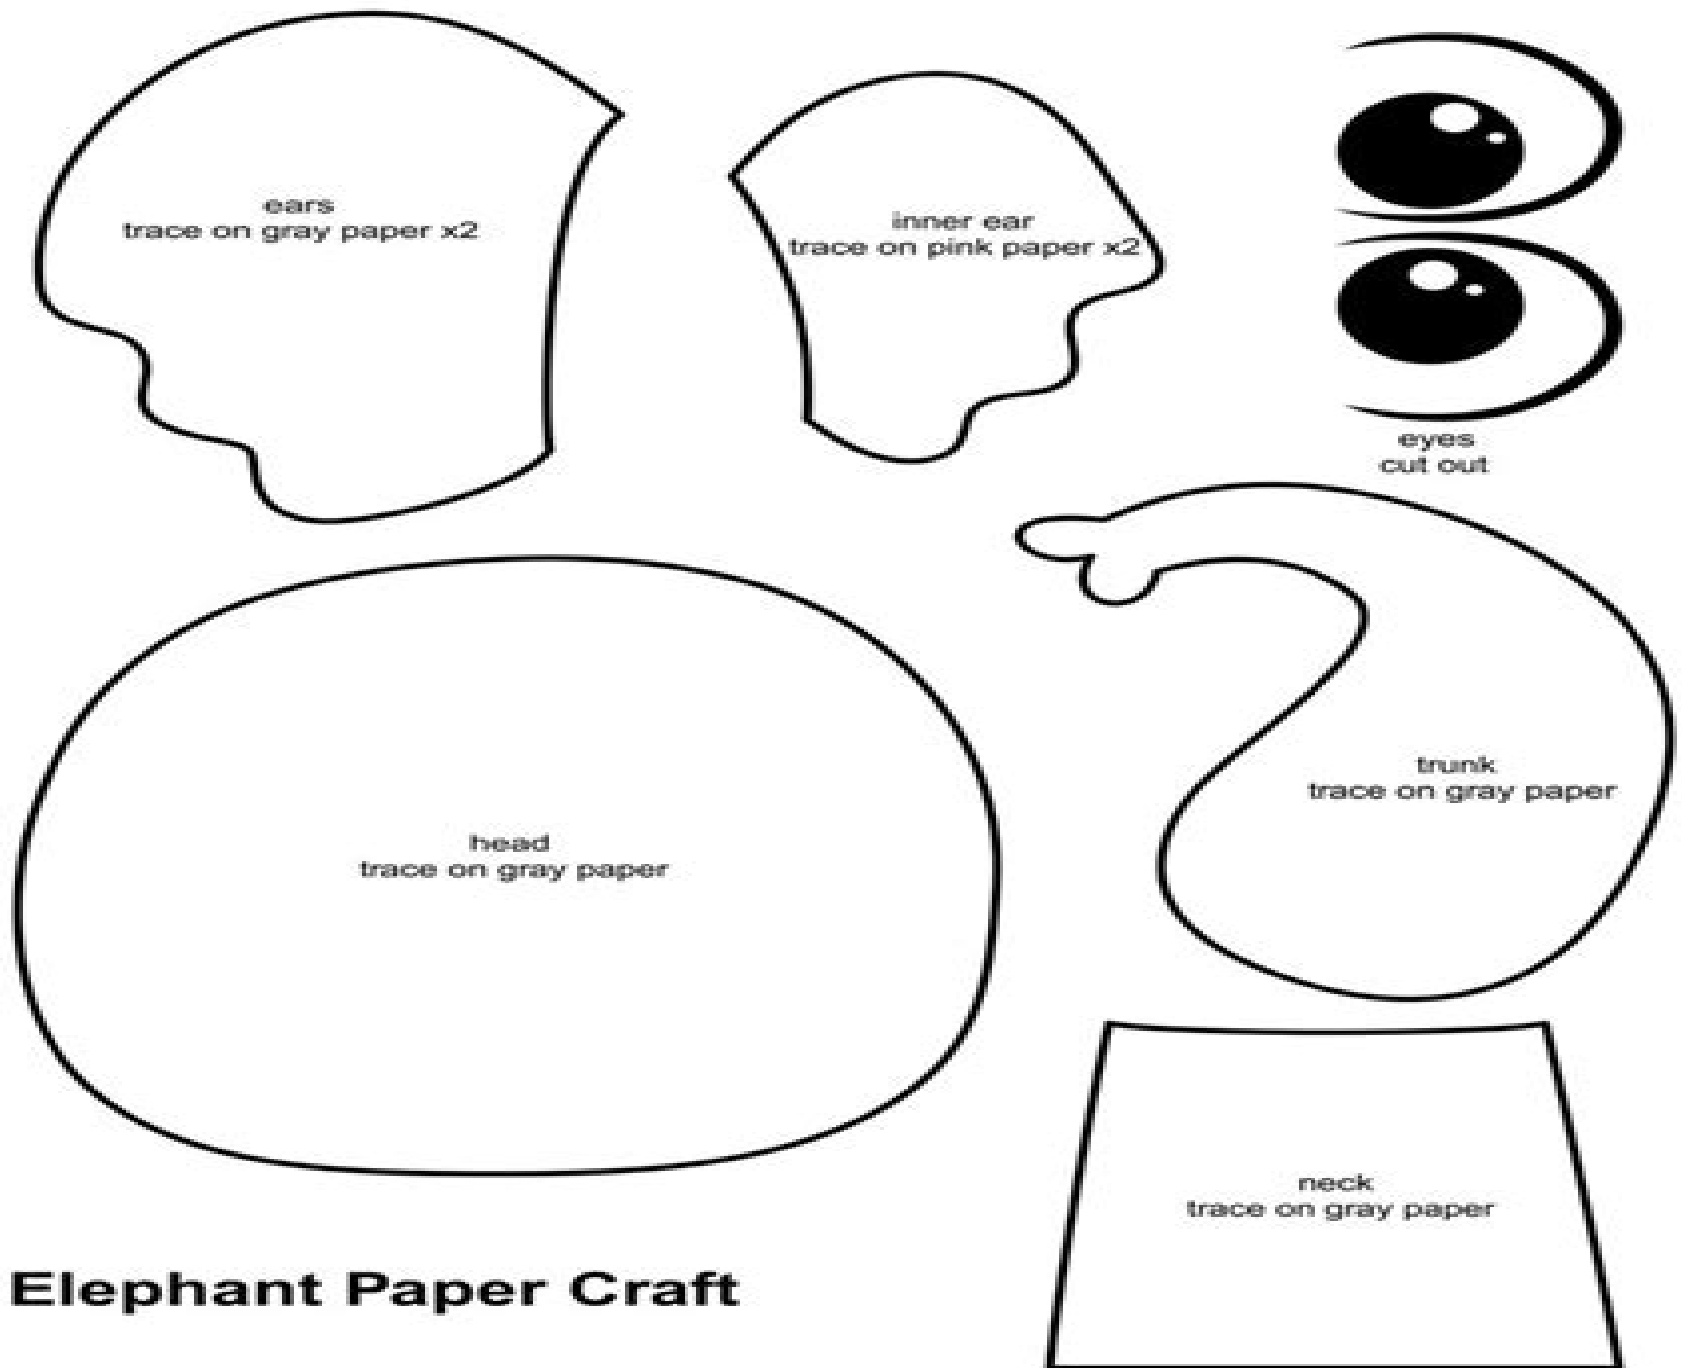 ears
trace on gray paper x2
inner ear
trace on pink paper x2
eyes
cut out
trunk
trace on gray paper
head
trace on gray paper
neck
trace on gray paper
Elephant Paper Craft